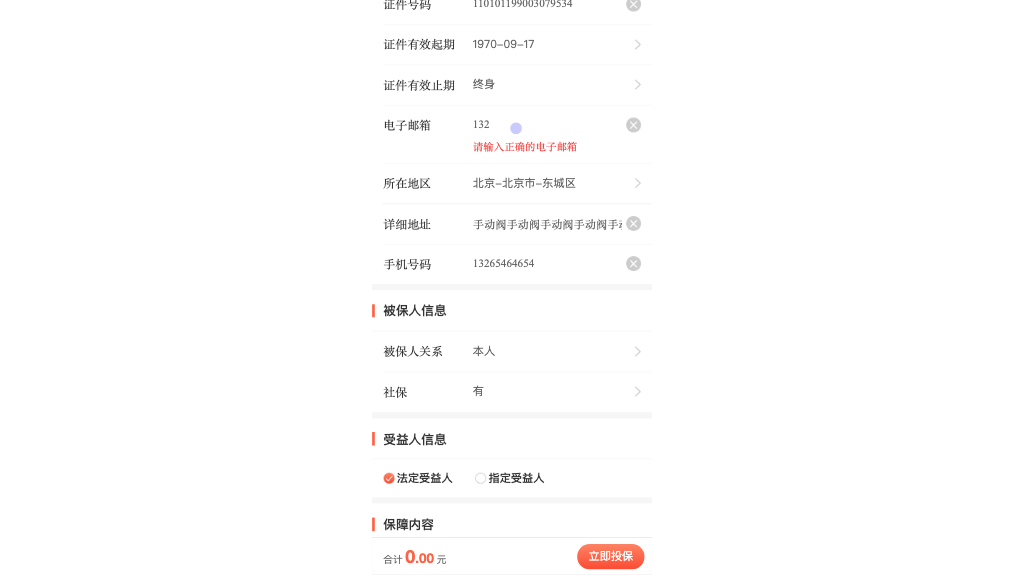 证件号码 110101199003079534
证件有效起期 1970-09-17
证件有效止期 终身
电子邮箱 132
请输入正确的电子邮箱
所在地区 北京-北京市-东城区
详细地址 手动阀手动阀手动阀手动阀手
手机号码 13265464654
被保人信息
被保人关系 本人
社保 有
受益人信息
法定受益人 指定受益人
保障内容
合计 0.00 元 立即投保